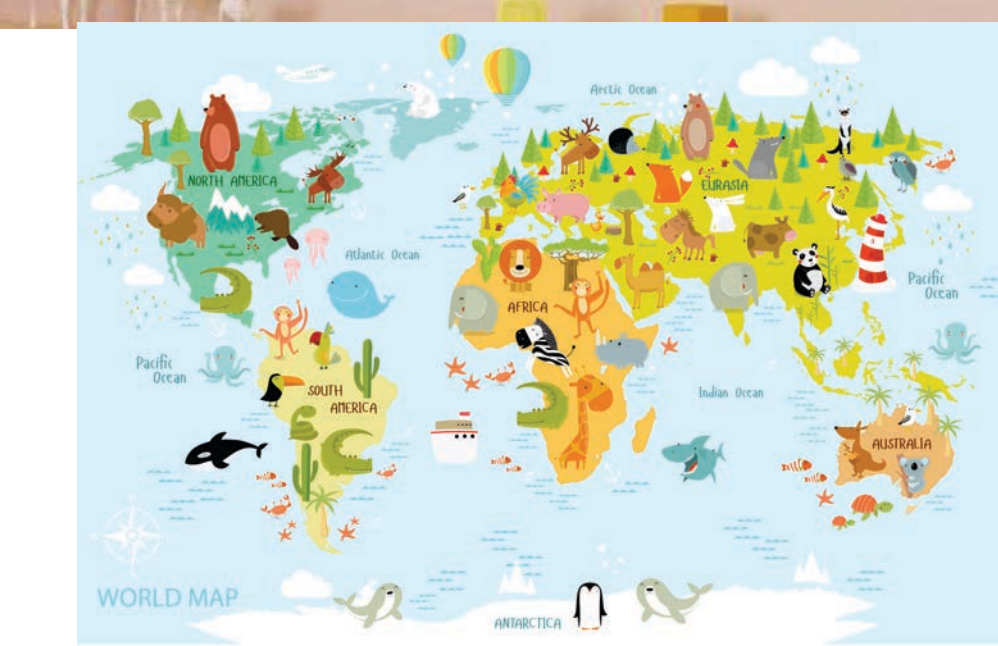 Arctic Ocean
NORTH AMERICA
EURASIA
Atlantic Ocean
Pacific
Ocean
AFRICA
Pacific
Ocean
SOUTH
AMERICA
Indian Ocean
AUSTRALIA
WORLD MAP
ANTARCTICA